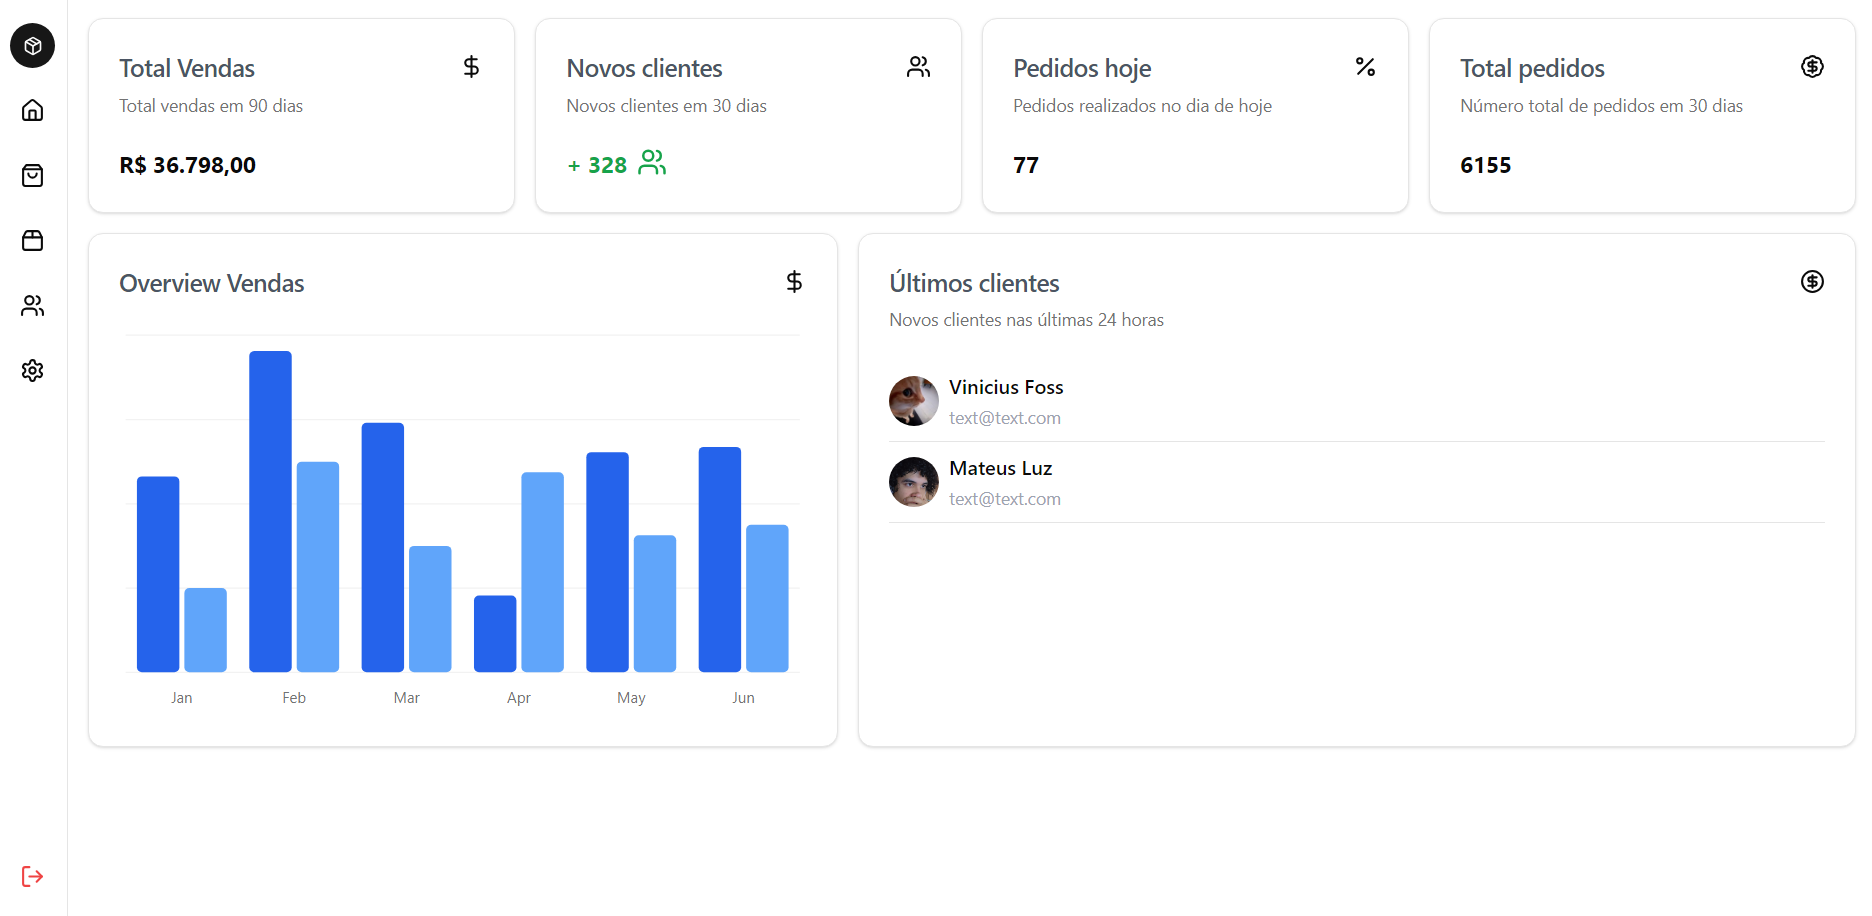 Total Vendas
Total vendas em 90 dias
R$ 36.798,00
Novos clientes
Novos clientes em 30 dias
+ 328
Pedidos hoje
Pedidos realizados no dia de hoje
77
Total pedidos
Número total de pedidos em 30 dias
6155
Overview Vendas
Jan Feb Mar Apr May Jun
Últimos clientes
Novos clientes nas últimas 24 horas
Vinicius Foss
text@text.com
Mateus Luz
text@text.com